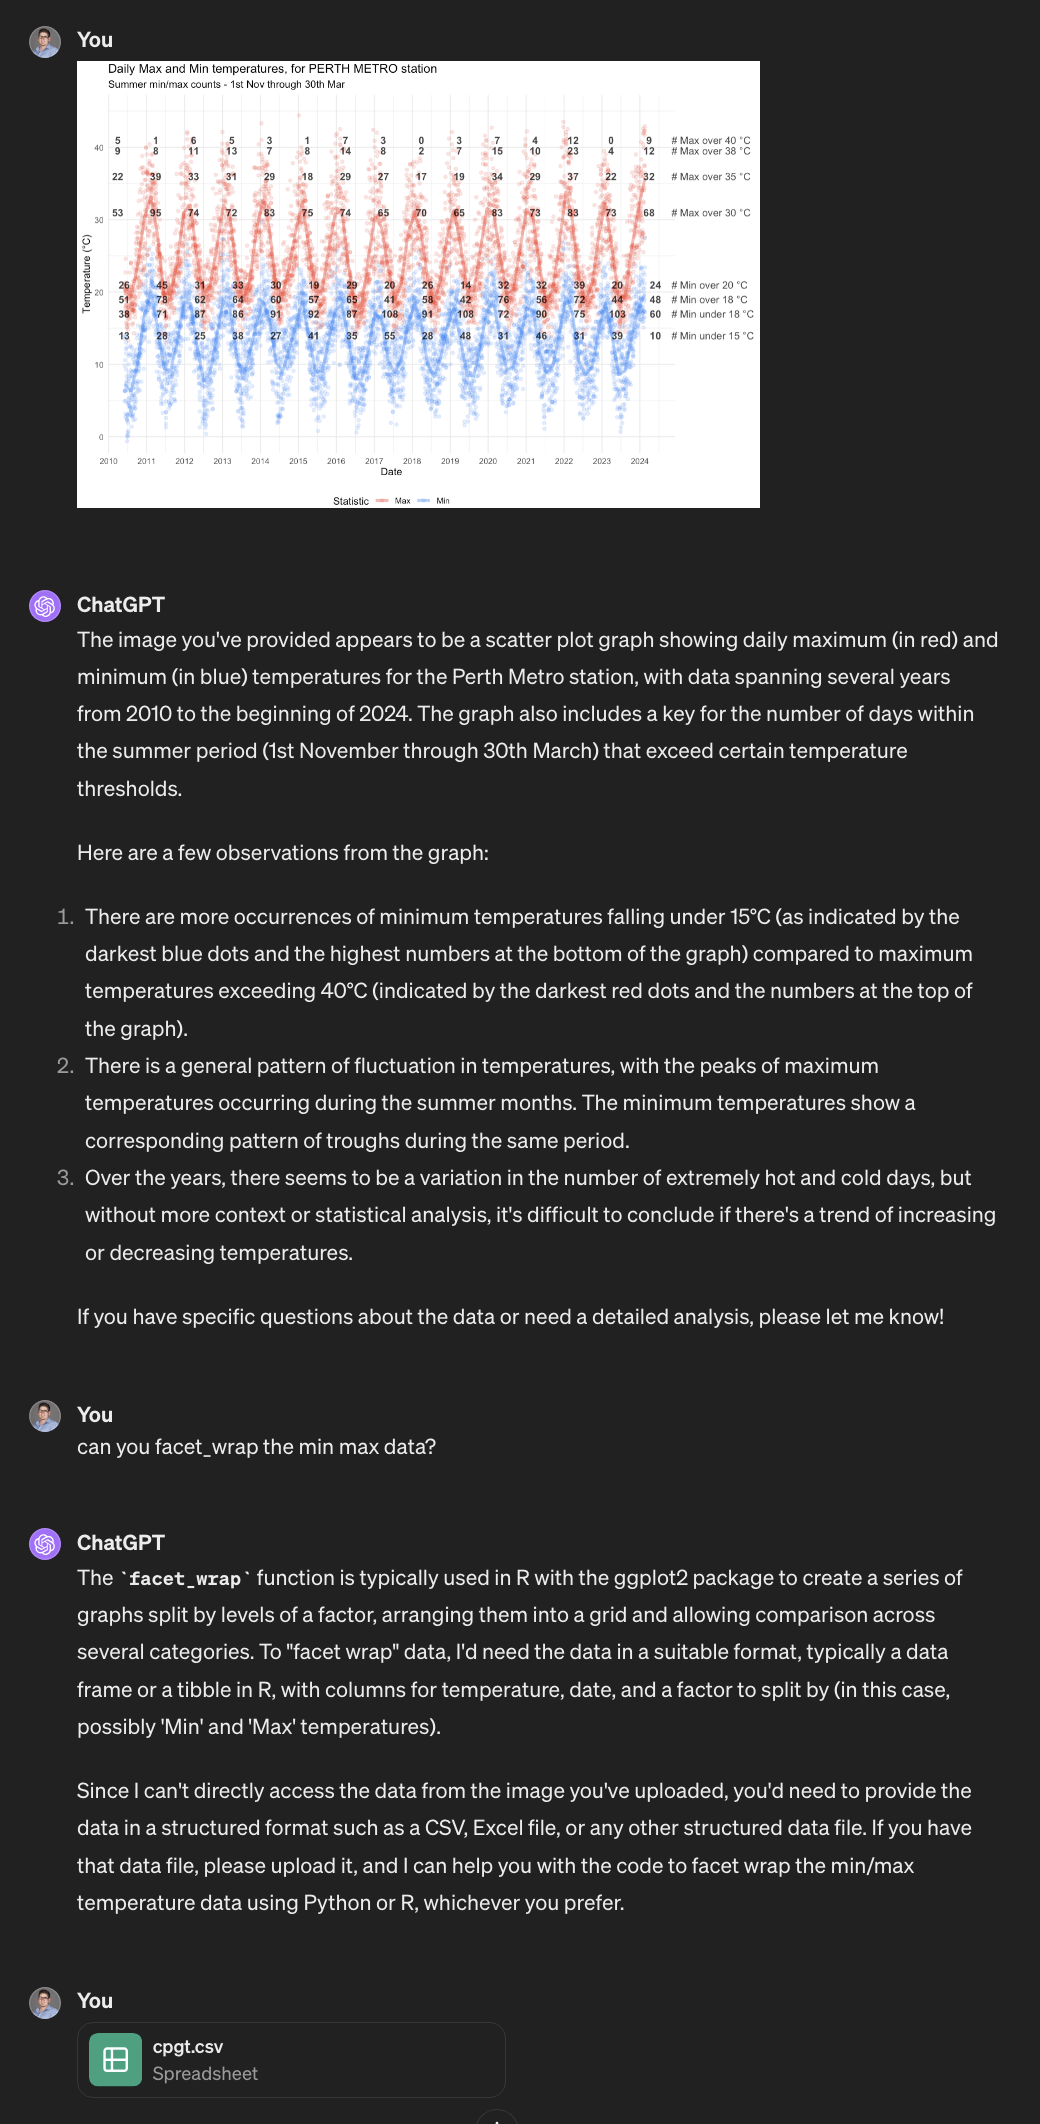 You
Daily Max and Min temperatures, for PERTH METRO station
Summer min/max counts - 1st Nov through 30th Mar
5 1 6 5 3 1 7 3 0 3 7 4 12 0 9 # Max over 40 °C
9 8 11 13 7 8 14 8 2 7 15 10 23 4 12 # Max over 38 °C
40
22 39 33 31 29 18 29 27 17 19 34 29 37 22 32 # Max over 35 °C
53 95 74 72 83 75 74 65 70 65 83 73 83 73 68 # Max over 30 °C
30
Temperature (°C)
26 45 31 33 30 19 29 20 26 14 32 32 39 20 24 # Min over 20 °C
20
51 78 62 64 60 57 65 41 58 42 76 56 72 44 48 # Min over 18 °C
38 71 87 86 91 92 87 108 91 108 72 90 75 103 60 # Min under 18 °C
13 28 25 38 27 41 35 55 28 48 31 46 31 39 10 # Min under 15 °C
10
0
2010 2011 2012 2013 2014 2015 2016 2017 2018 2019 2020 2021 2022 2023 2024
Date
Statistic Max Min
ChatGPT
The image you've provided appears to be a scatter plot graph showing daily maximum (in red) and
minimum (in blue) temperatures for the Perth Metro station, with data spanning several years
from 2010 to the beginning of 2024. The graph also includes a key for the number of days within
the summer period (1st November through 30th March) that exceed certain temperature
thresholds.
Here are a few observations from the graph:
1. There are more occurrences of minimum temperatures falling under 15°C (as indicated by the
darkest blue dots and the highest numbers at the bottom of the graph) compared to maximum
temperatures exceeding 40°C (indicated by the darkest red dots and the numbers at the top of
the graph).
2. There is a general pattern of fluctuation in temperatures, with the peaks of maximum
temperatures occurring during the summer months. The minimum temperatures show a
corresponding pattern of troughs during the same period.
3. Over the years, there seems to be a variation in the number of extremely hot and cold days, but
without more context or statistical analysis, it's difficult to conclude if there's a trend of increasing
or decreasing temperatures.
If you have specific questions about the data or need a detailed analysis, please let me know!
You
can you facet_wrap the min max data?
ChatGPT
The `facet_wrap` function is typically used in R with the ggplot2 package to create a series of
graphs split by levels of a factor, arranging them into a grid and allowing comparison across
several categories. To "facet wrap" data, I'd need the data in a suitable format, typically a data
frame or a tibble in R, with columns for temperature, date, and a factor to split by (in this case,
possibly 'Min' and 'Max' temperatures).
Since I can't directly access the data from the image you've uploaded, you'd need to provide the
data in a structured format such as a CSV, Excel file, or any other structured data file. If you have
that data file, please upload it, and I can help you with the code to facet wrap the min/max
temperature data using Python or R, whichever you prefer.
You
cpgt.csv
Spreadsheet